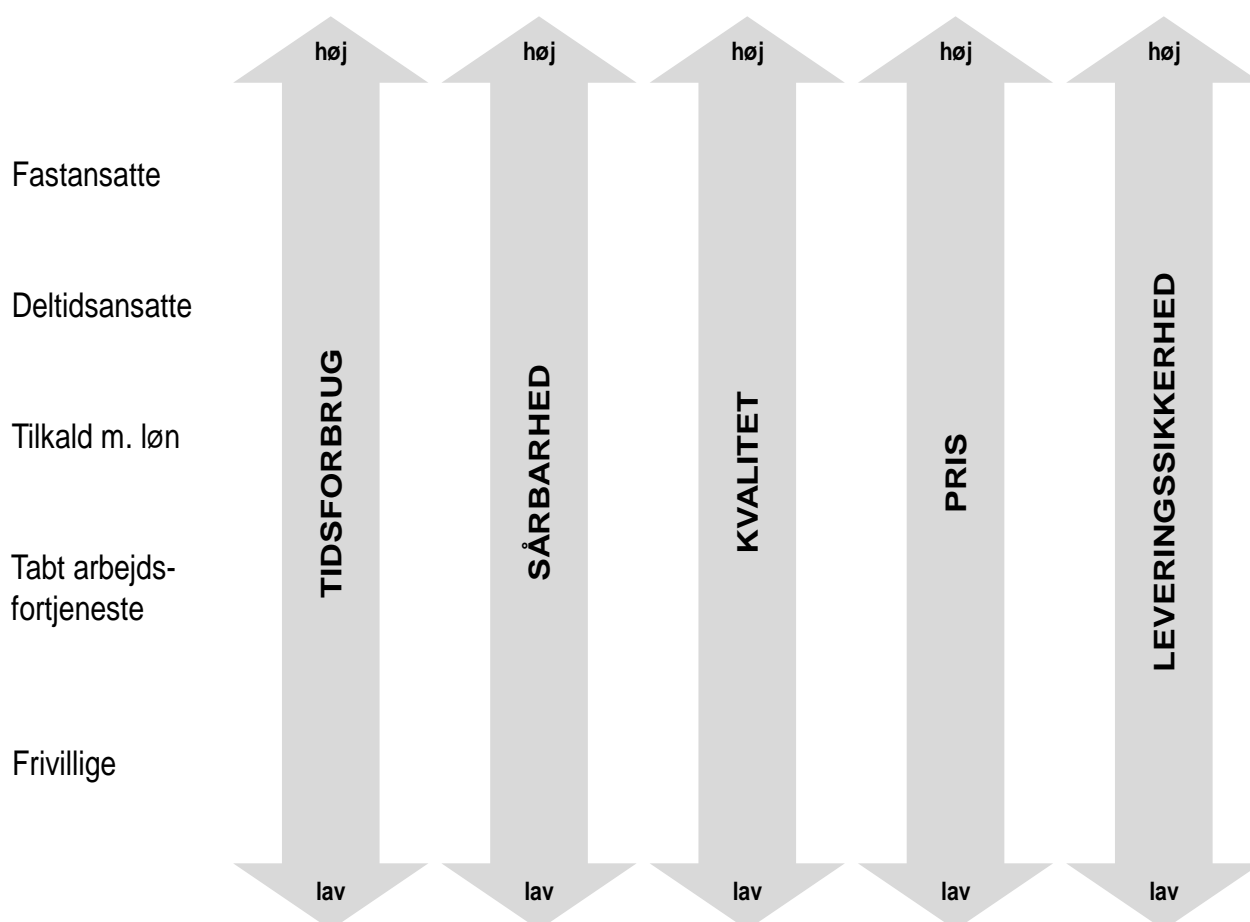 høj
høj
høj
høj
høj
Fastansatte
Deltidsansatte
Tilkald m. løn
Tabt arbejds-
fortjeneste
Frivillige
TIDSFORBRUG
SÅRBARHED
KVALITET
PRIS
LEVERINGSSIKKERHED
lav
lav
lav
lav
lav